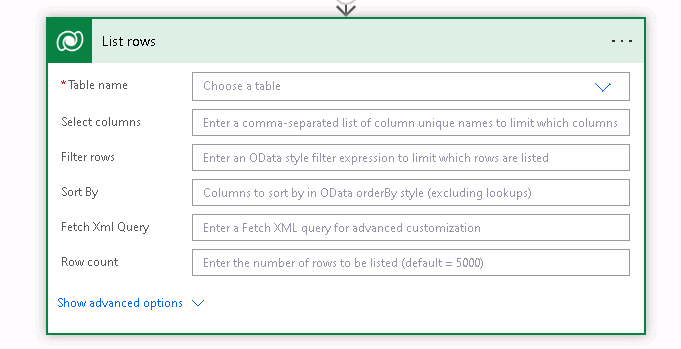 List rows
...
*Table name
Choose a table
Select columns
Enter a comma-separated list of column unique names to limit which columns
Filter rows
Enter an OData style filter expression to limit which rows are listed
Sort By
Columns to sort by in OData orderBy style (excluding lookups)
Fetch Xml Query
Enter a Fetch XML query for advanced customization
Row count
Enter the number of rows to be listed (default = 5000)
Show advanced options